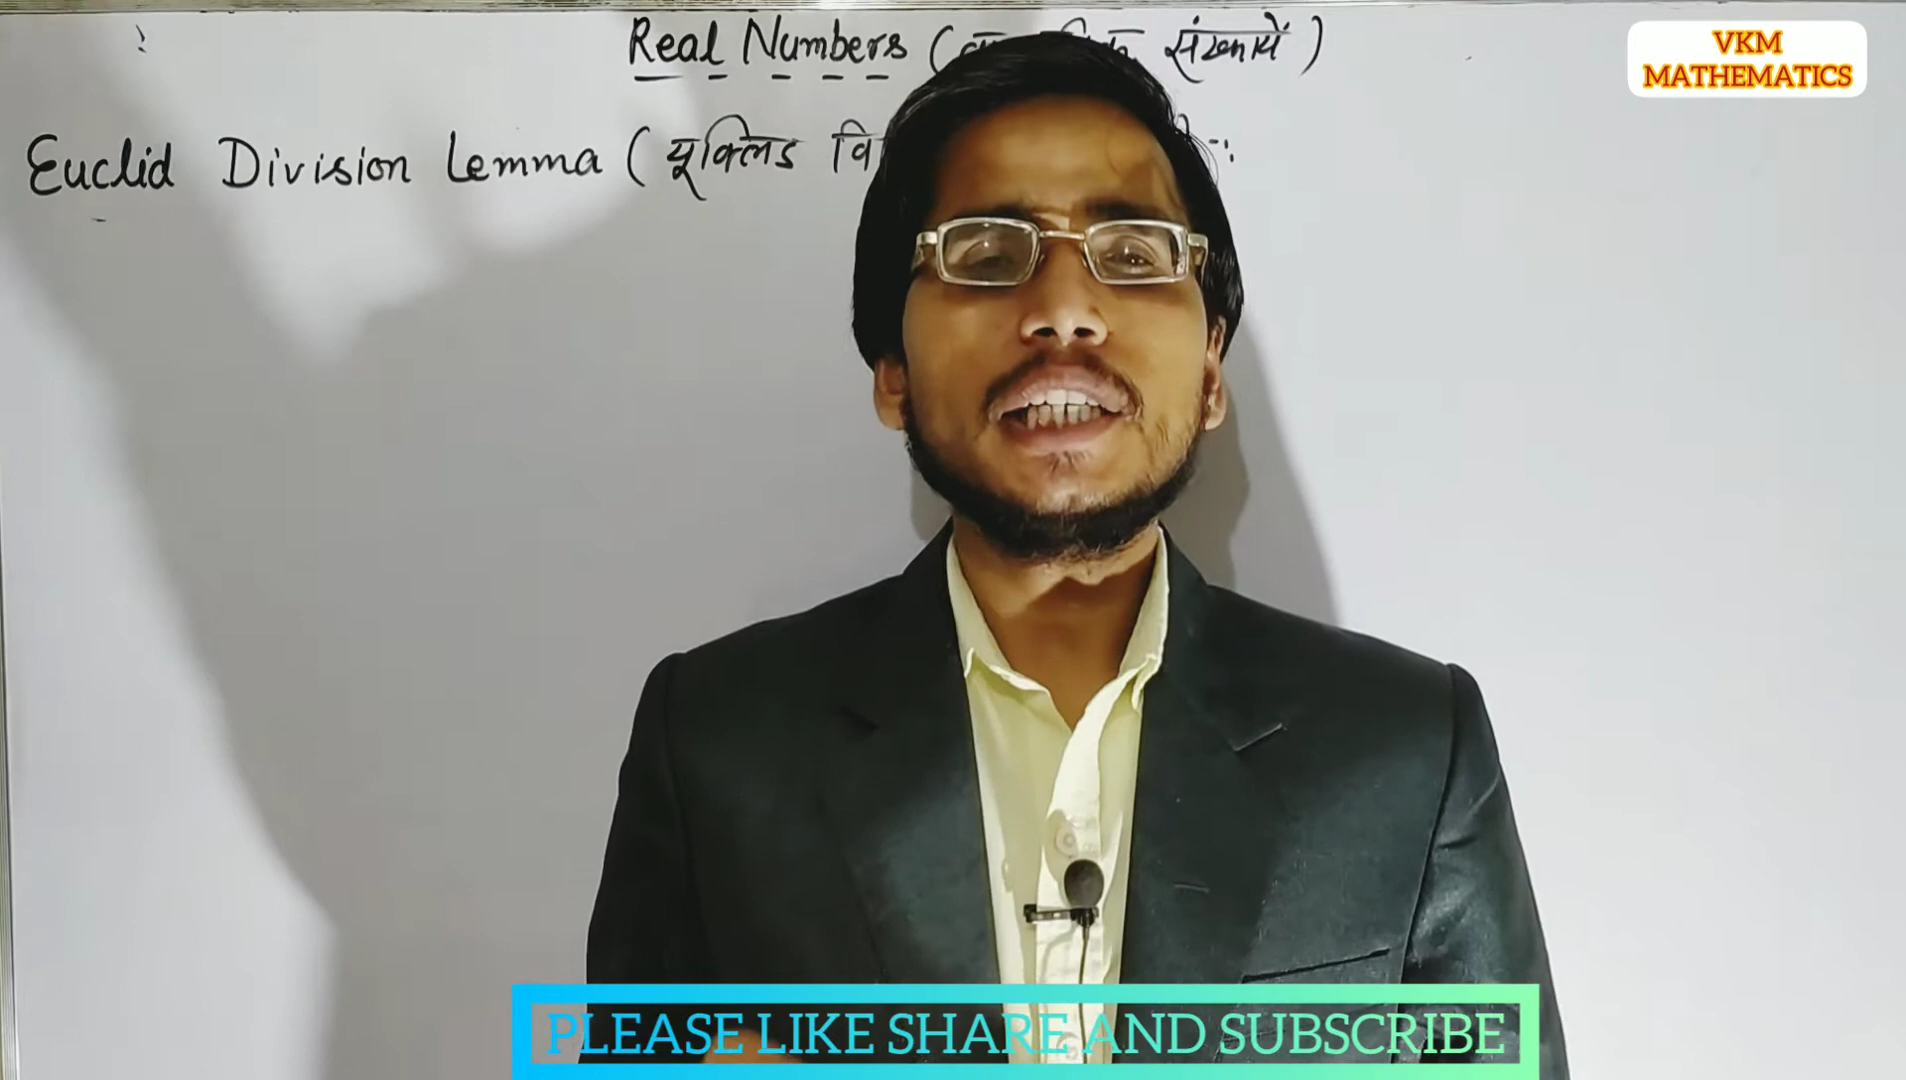 Real Numbers ( संख्यायें )
VKM
MATHEMATICS
Euclid Division Lemma ( यूक्लिड वि
PLEASE LIKE SHARE AND SUBSCRIBE